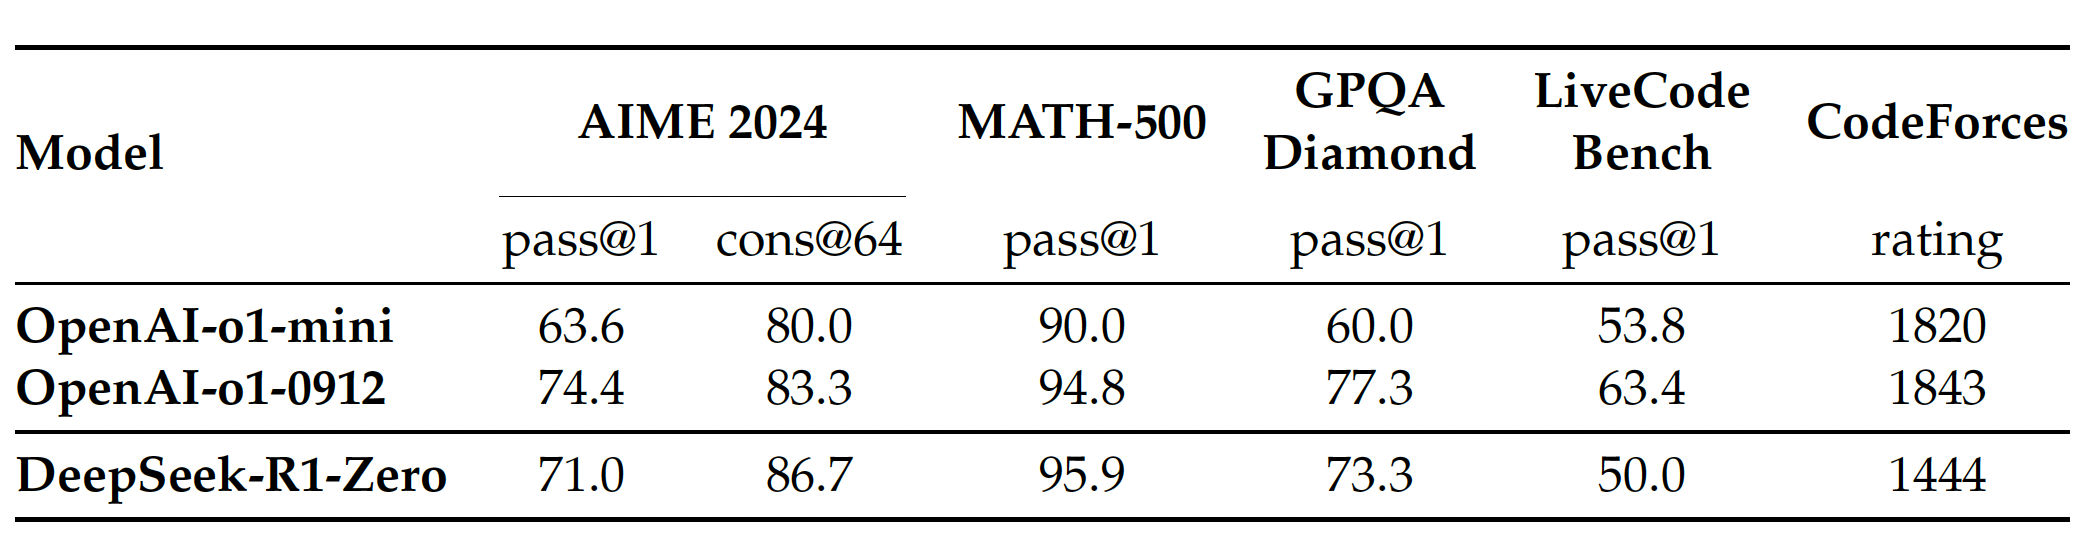 Model AIME 2024 MATH-500 GPQA Diamond LiveCode Bench CodeForces
pass@1 cons@64 pass@1 pass@1 pass@1 rating
OpenAI-o1-mini 63.6 80.0 90.0 60.0 53.8 1820
OpenAI-o1-0912 74.4 83.3 94.8 77.3 63.4 1843
DeepSeek-R1-Zero 71.0 86.7 95.9 73.3 50.0 1444